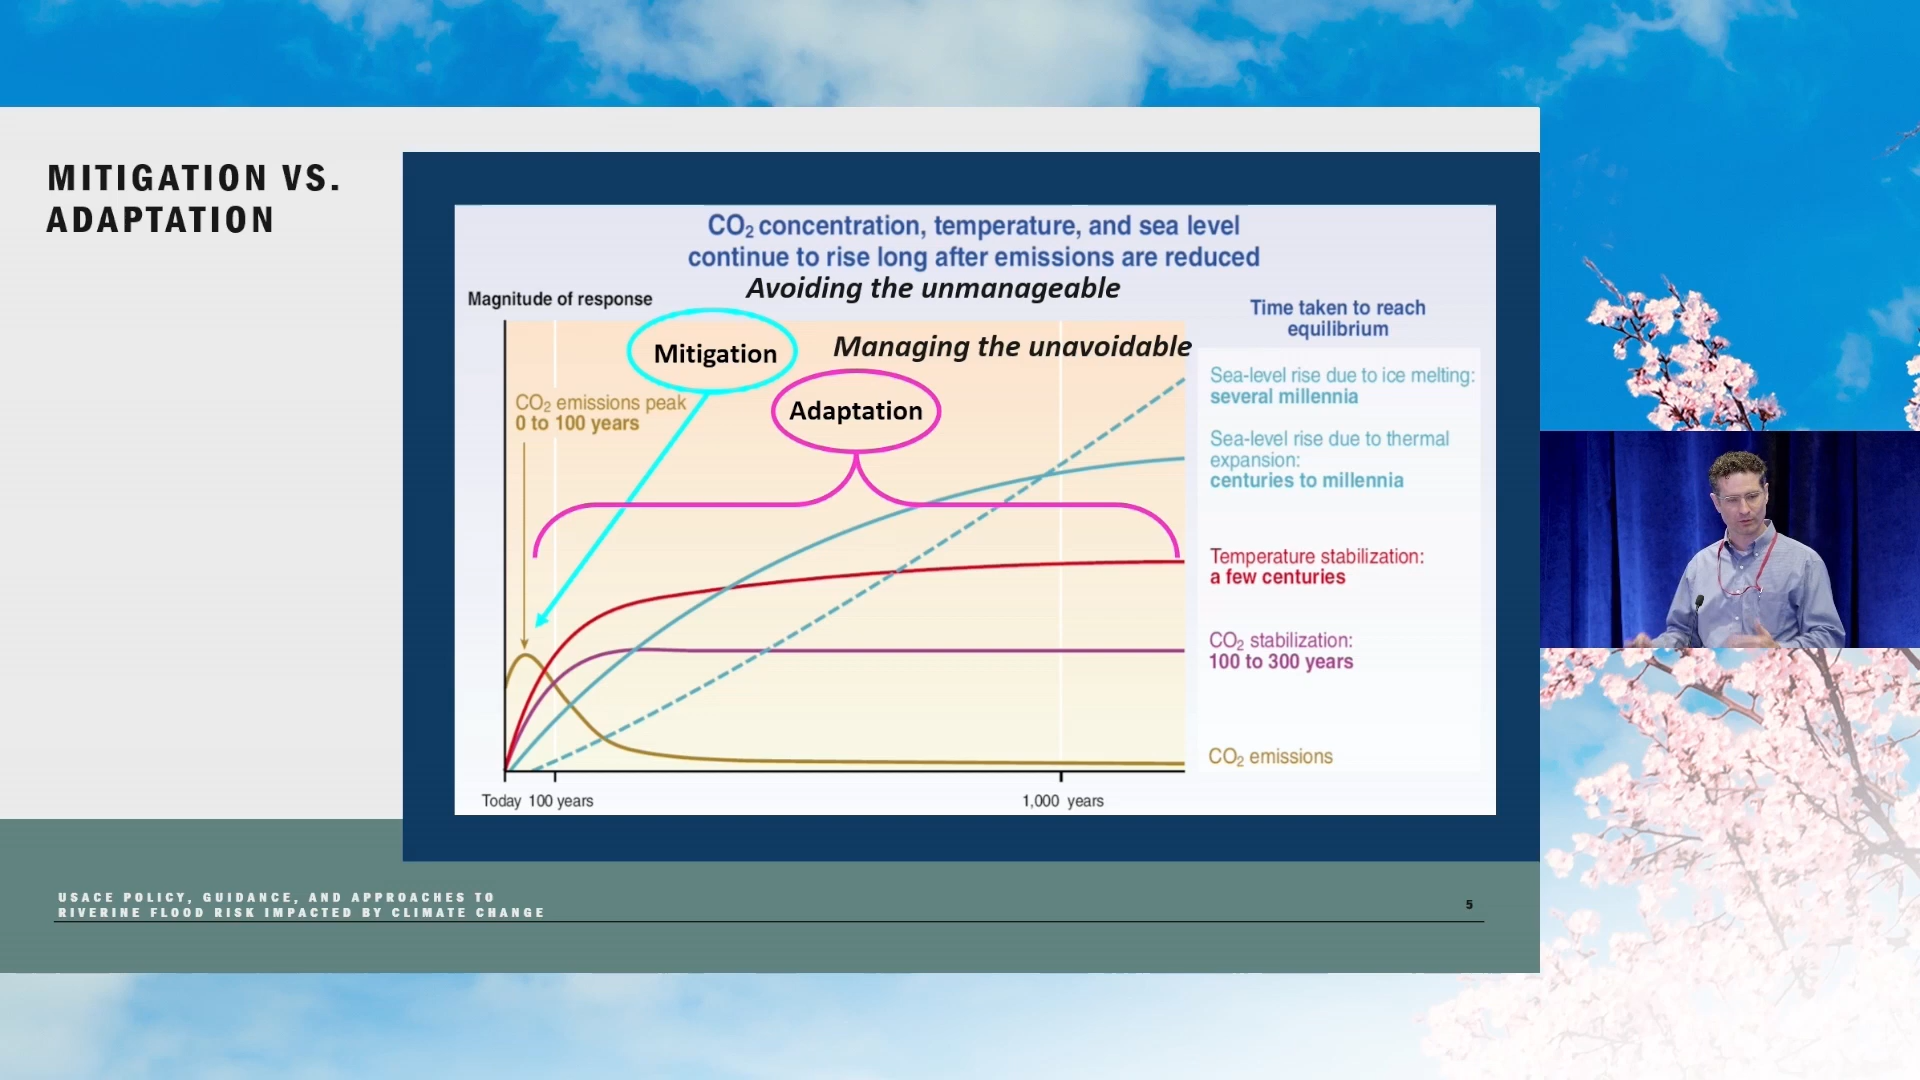 MITIGATION VS.
ADAPTATION
CO₂ concentration, temperature, and sea level
continue to rise long after emissions are reduced
Avoiding the unmanageable
Magnitude of response
Managing the unavoidable
Mitigation
Adaptation
CO₂ emissions peak
0 to 100 years
Time taken to reach
equilibrium
Sea-level rise due to ice melting:
several millennia
Sea-level rise due to thermal
expansion:
centuries to millennia
Temperature stabilization:
a few centuries
CO₂ stabilization:
100 to 300 years
CO₂ emissions
Today 100 years
1,000 years
USACE POLICY, GUIDANCE, AND APPROACHES TO
RIVERINE FLOOD RISK IMPACTED BY CLIMATE CHANGE
5